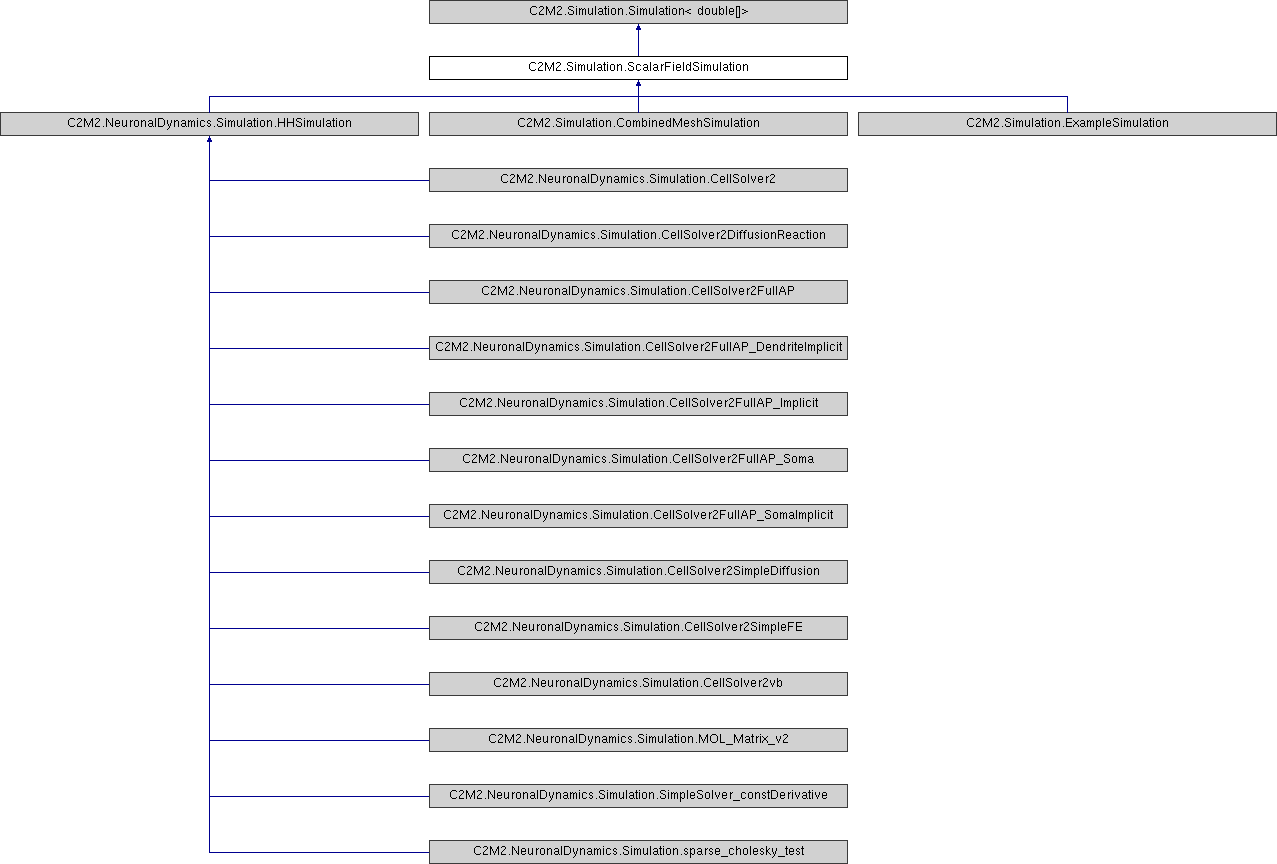 C2M2.Simulation.Simulation< double[]>
C2M2.Simulation.ScalarFieldSimulation
C2M2.NeuronalDynamics.Simulation.HHSimulation
C2M2.Simulation.CombinedMeshSimulation
C2M2.Simulation.ExampleSimulation
C2M2.NeuronalDynamics.Simulation.CellSolver2
C2M2.NeuronalDynamics.Simulation.CellSolver2DiffusionReaction
C2M2.NeuronalDynamics.Simulation.CellSolver2FullAP
C2M2.NeuronalDynamics.Simulation.CellSolver2FullAP_DendriteImplicit
C2M2.NeuronalDynamics.Simulation.CellSolver2FullAP_Implicit
C2M2.NeuronalDynamics.Simulation.CellSolver2FullAP_Soma
C2M2.NeuronalDynamics.Simulation.CellSolver2FullAP_SomaImplicit
C2M2.NeuronalDynamics.Simulation.CellSolver2SimpleDiffusion
C2M2.NeuronalDynamics.Simulation.CellSolver2SimpleFE
C2M2.NeuronalDynamics.Simulation.CellSolver2vb
C2M2.NeuronalDynamics.Simulation.MOL_Matrix_v2
C2M2.NeuronalDynamics.Simulation.SimpleSolver_constDerivative
C2M2.NeuronalDynamics.Simulation.sparse_cholesky_test